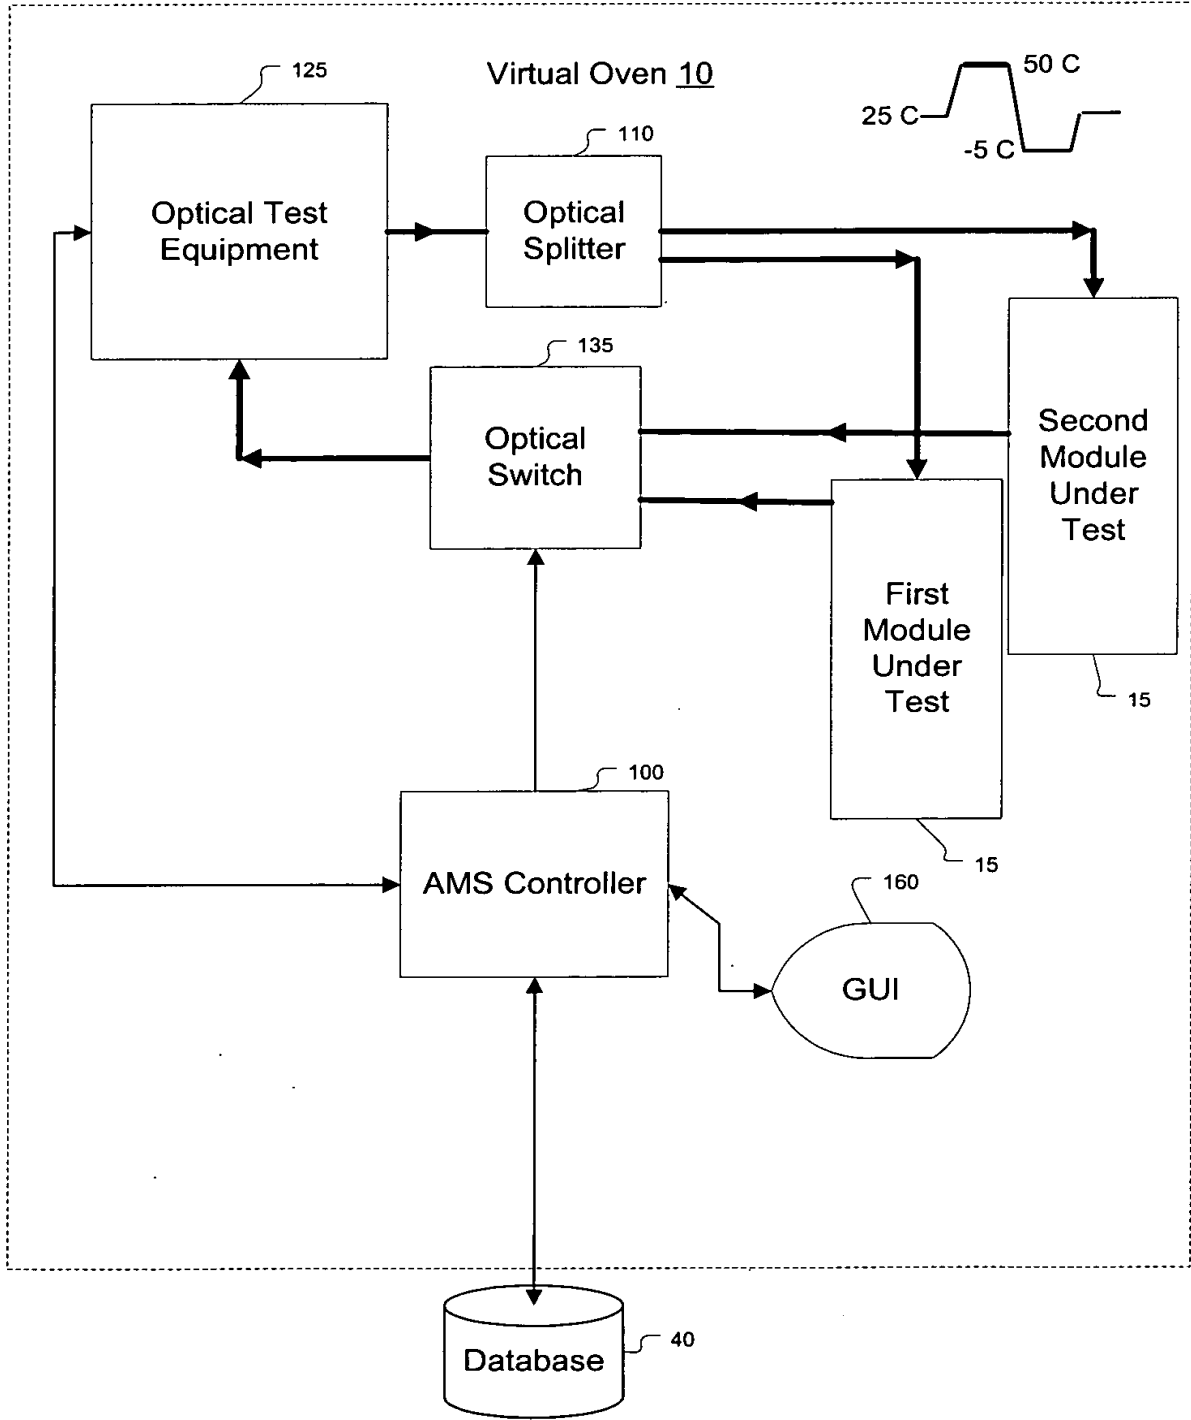 125
Virtual Oven 10
50 C
25 C
-5 C
110
Optical Test
Equipment
Optical
Splitter
135
Optical
Switch
Second
Module
Under
Test
First
Module
Under
Test
15
100
15
AMS Controller
160
GUI
Database
40